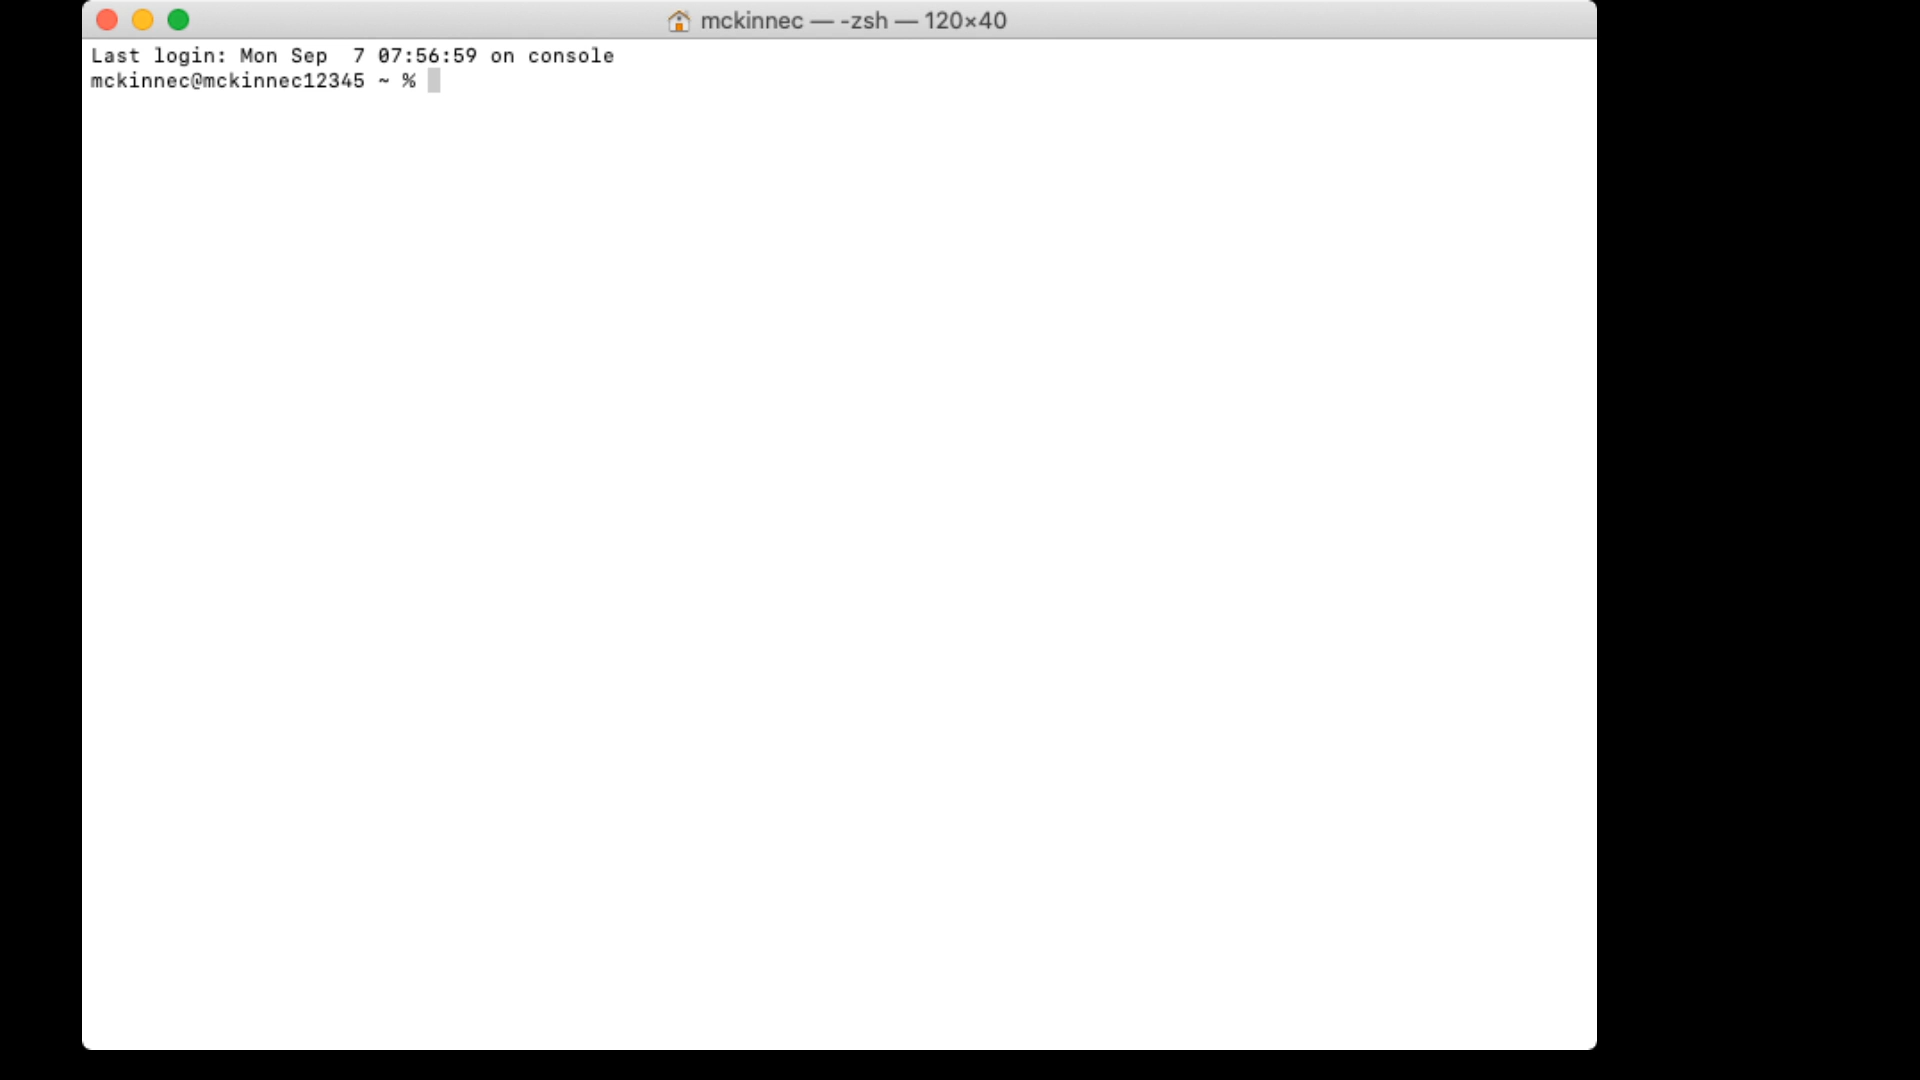 mckinnec — -zsh — 120×40
Last login: Mon Sep  7 07:56:59 on console
mckinnec@mckinnec12345 ~ %